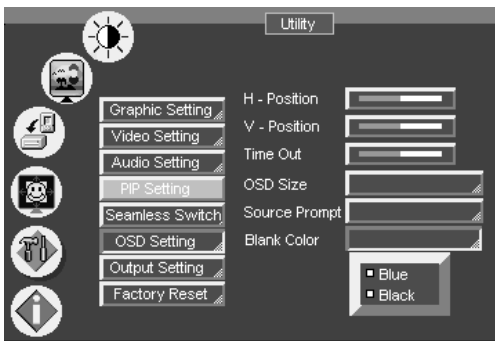 Utility
Graphic Setting
Video Setting
Audio Setting
PIP Setting
Seamless Switch
OSD Setting
Output Setting
Factory Reset
H - Position
V - Position
Time Out
OSD Size
Source Prompt
Blank Color
Blue
Black